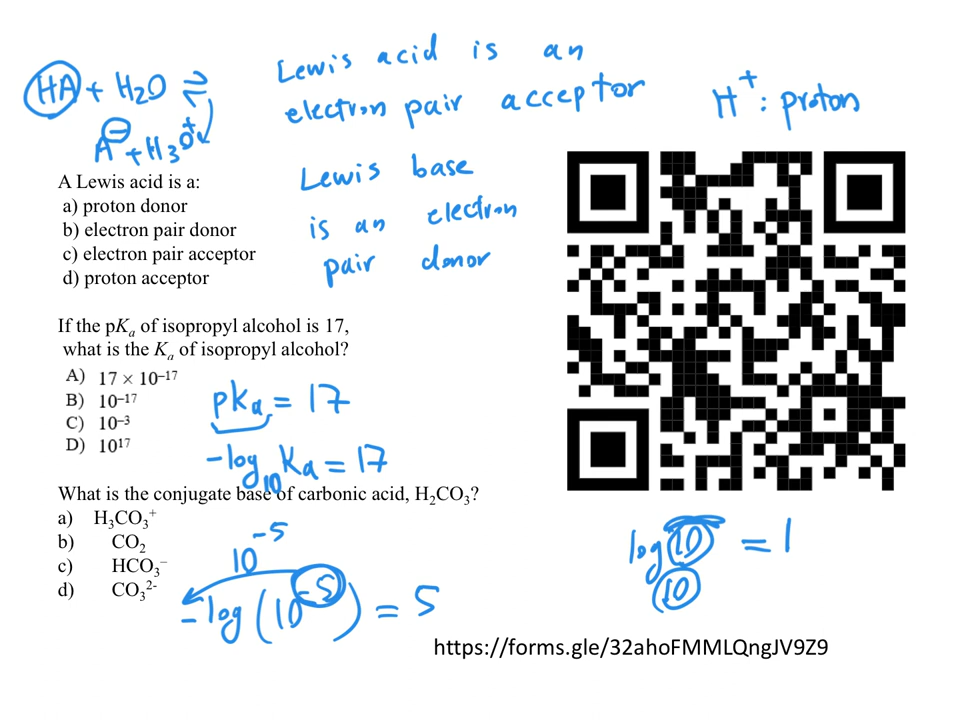 HA + H₂O ⇌
A⊖ + H₃O⁺
Lewis acid is an
electron pair acceptor
H⁺ : proton
Lewis base
is an electron
pair donor
A Lewis acid is a:
a) proton donor
b) electron pair donor
c) electron pair acceptor
d) proton acceptor
If the pKₐ of isopropyl alcohol is 17,
what is the Kₐ of isopropyl alcohol?
A) 17 × 10⁻¹⁷
B) 10⁻¹⁷
C) 10⁻³
D) 10¹⁷
pKa = 17
-log₁₀ Ka = 17
What is the conjugate base of carbonic acid, H₂CO₃?
a) H₃CO₃⁺
b) CO₂
c) HCO₃⁻
d) CO₃²⁻
10⁻⁵
-log (10⁻⁵) = 5
log₁₀ 10 = 1
https://forms.gle/32ahoFMMLQngJV9Z9